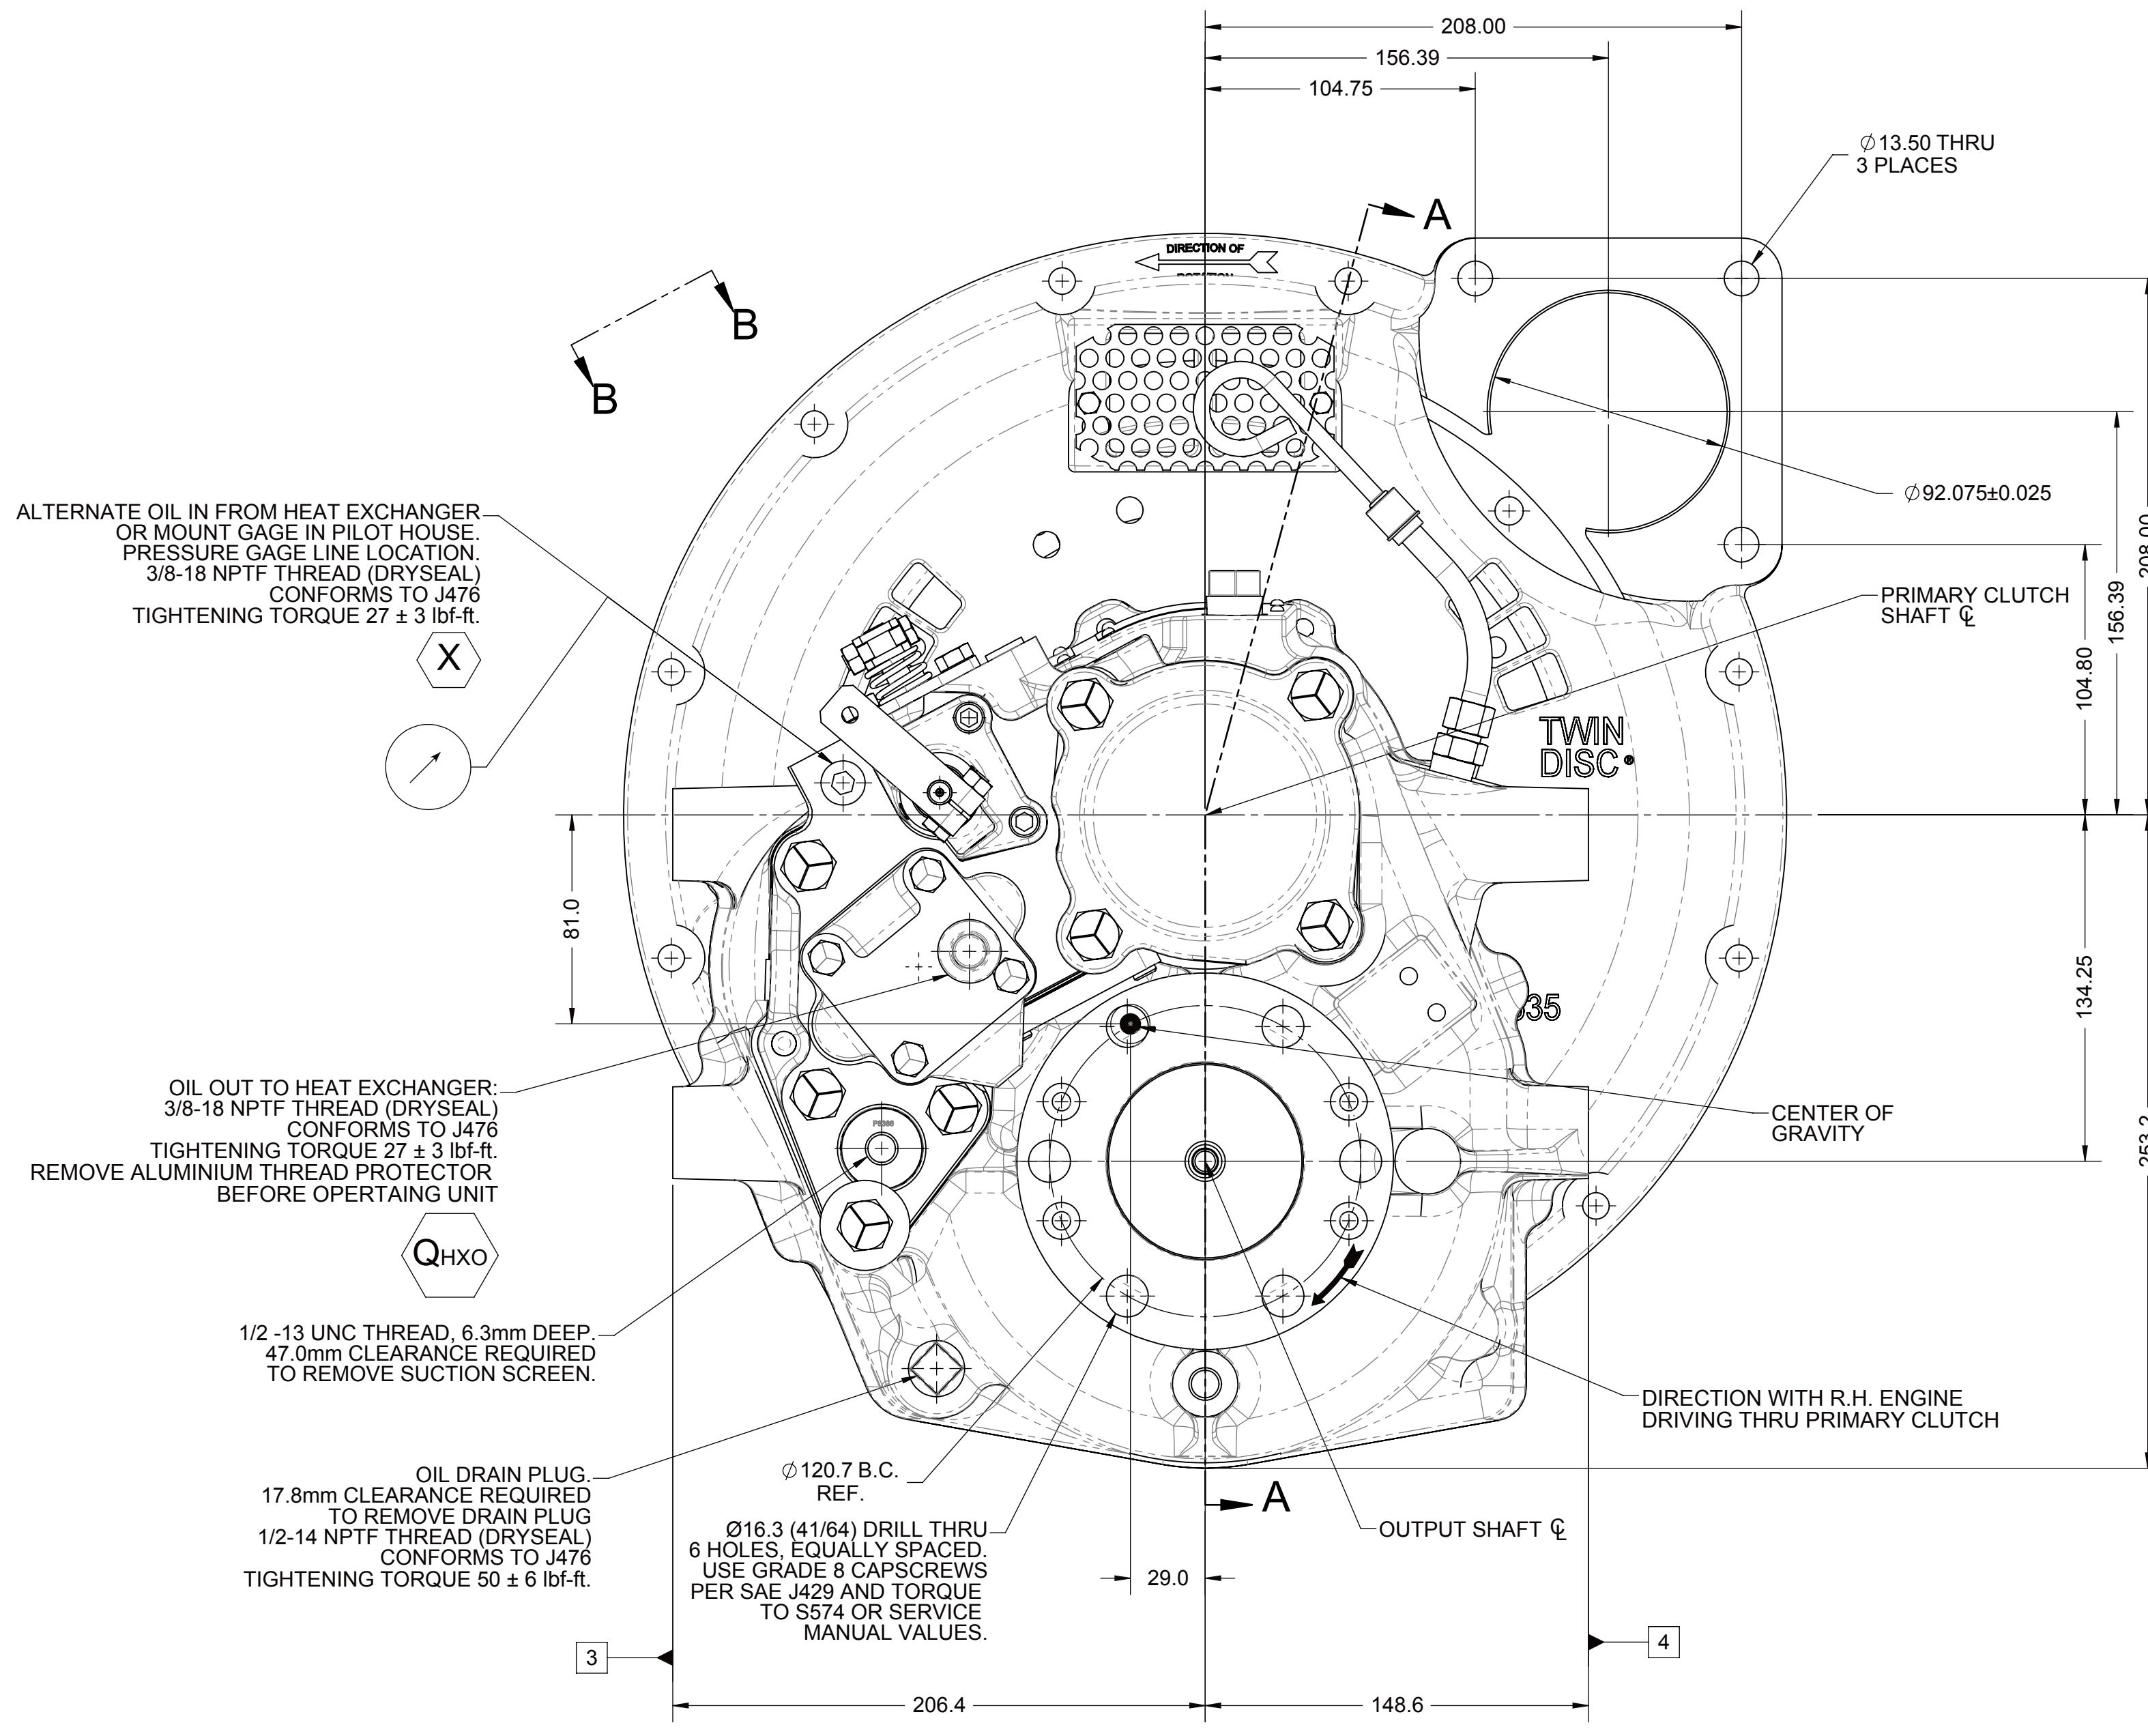 208.00
156.39
104.75
∅13.50 THRU
3 PLACES
A
DIRECTION OF
B
B
∅92.075±0.025
ALTERNATE OIL IN FROM HEAT EXCHANGER
OR MOUNT GAGE IN PILOT HOUSE.
PRESSURE GAGE LINE LOCATION.
3/8-18 NPTF THREAD (DRYSEAL)
CONFORMS TO J476
TIGHTENING TORQUE 27 ± 3 lbf-ft.
X
PRIMARY CLUTCH
SHAFT ℄
208.00
156.39
104.80
TWIN
DISC®
81.0
134.25
253.2
35
OIL OUT TO HEAT EXCHANGER:
3/8-18 NPTF THREAD (DRYSEAL)
CONFORMS TO J476
TIGHTENING TORQUE 27 ± 3 lbf-ft.
REMOVE ALUMINIUM THREAD PROTECTOR
BEFORE OPERTAING UNIT
QHXO
CENTER OF
GRAVITY
1/2 -13 UNC THREAD, 6.3mm DEEP.
47.0mm CLEARANCE REQUIRED
TO REMOVE SUCTION SCREEN.
DIRECTION WITH R.H. ENGINE
DRIVING THRU PRIMARY CLUTCH
OIL DRAIN PLUG.
17.8mm CLEARANCE REQUIRED
TO REMOVE DRAIN PLUG
1/2-14 NPTF THREAD (DRYSEAL)
CONFORMS TO J476
TIGHTENING TORQUE 50 ± 6 lbf-ft.
∅120.7 B.C.
REF.
A
Ø16.3 (41/64) DRILL THRU
6 HOLES, EQUALLY SPACED.
USE GRADE 8 CAPSCREWS
PER SAE J429 AND TORQUE
TO S574 OR SERVICE
MANUAL VALUES.
OUTPUT SHAFT ℄
29.0
3
4
206.4
148.6